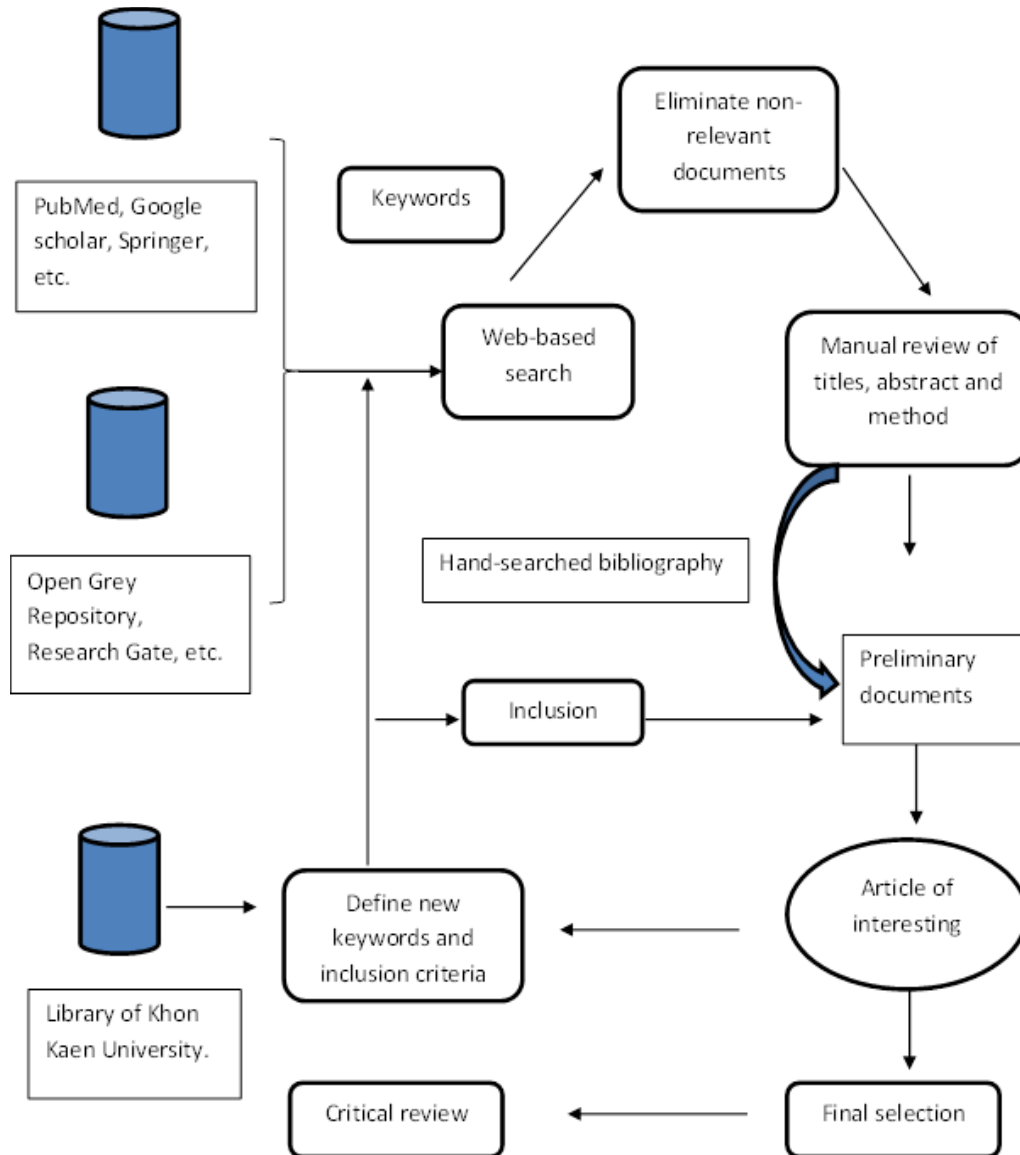 Eliminate non-
relevant
documents
Keywords
PubMed, Google
scholar, Springer,
etc.
Web-based
search
Manual review of
titles, abstract and
method
Hand-searched bibliography
Open Grey
Repository,
Research Gate, etc.
Preliminary
documents
Inclusion
Article of
interesting
Define new
keywords and
inclusion criteria
Library of Khon
Kaen University.
Critical review
Final selection